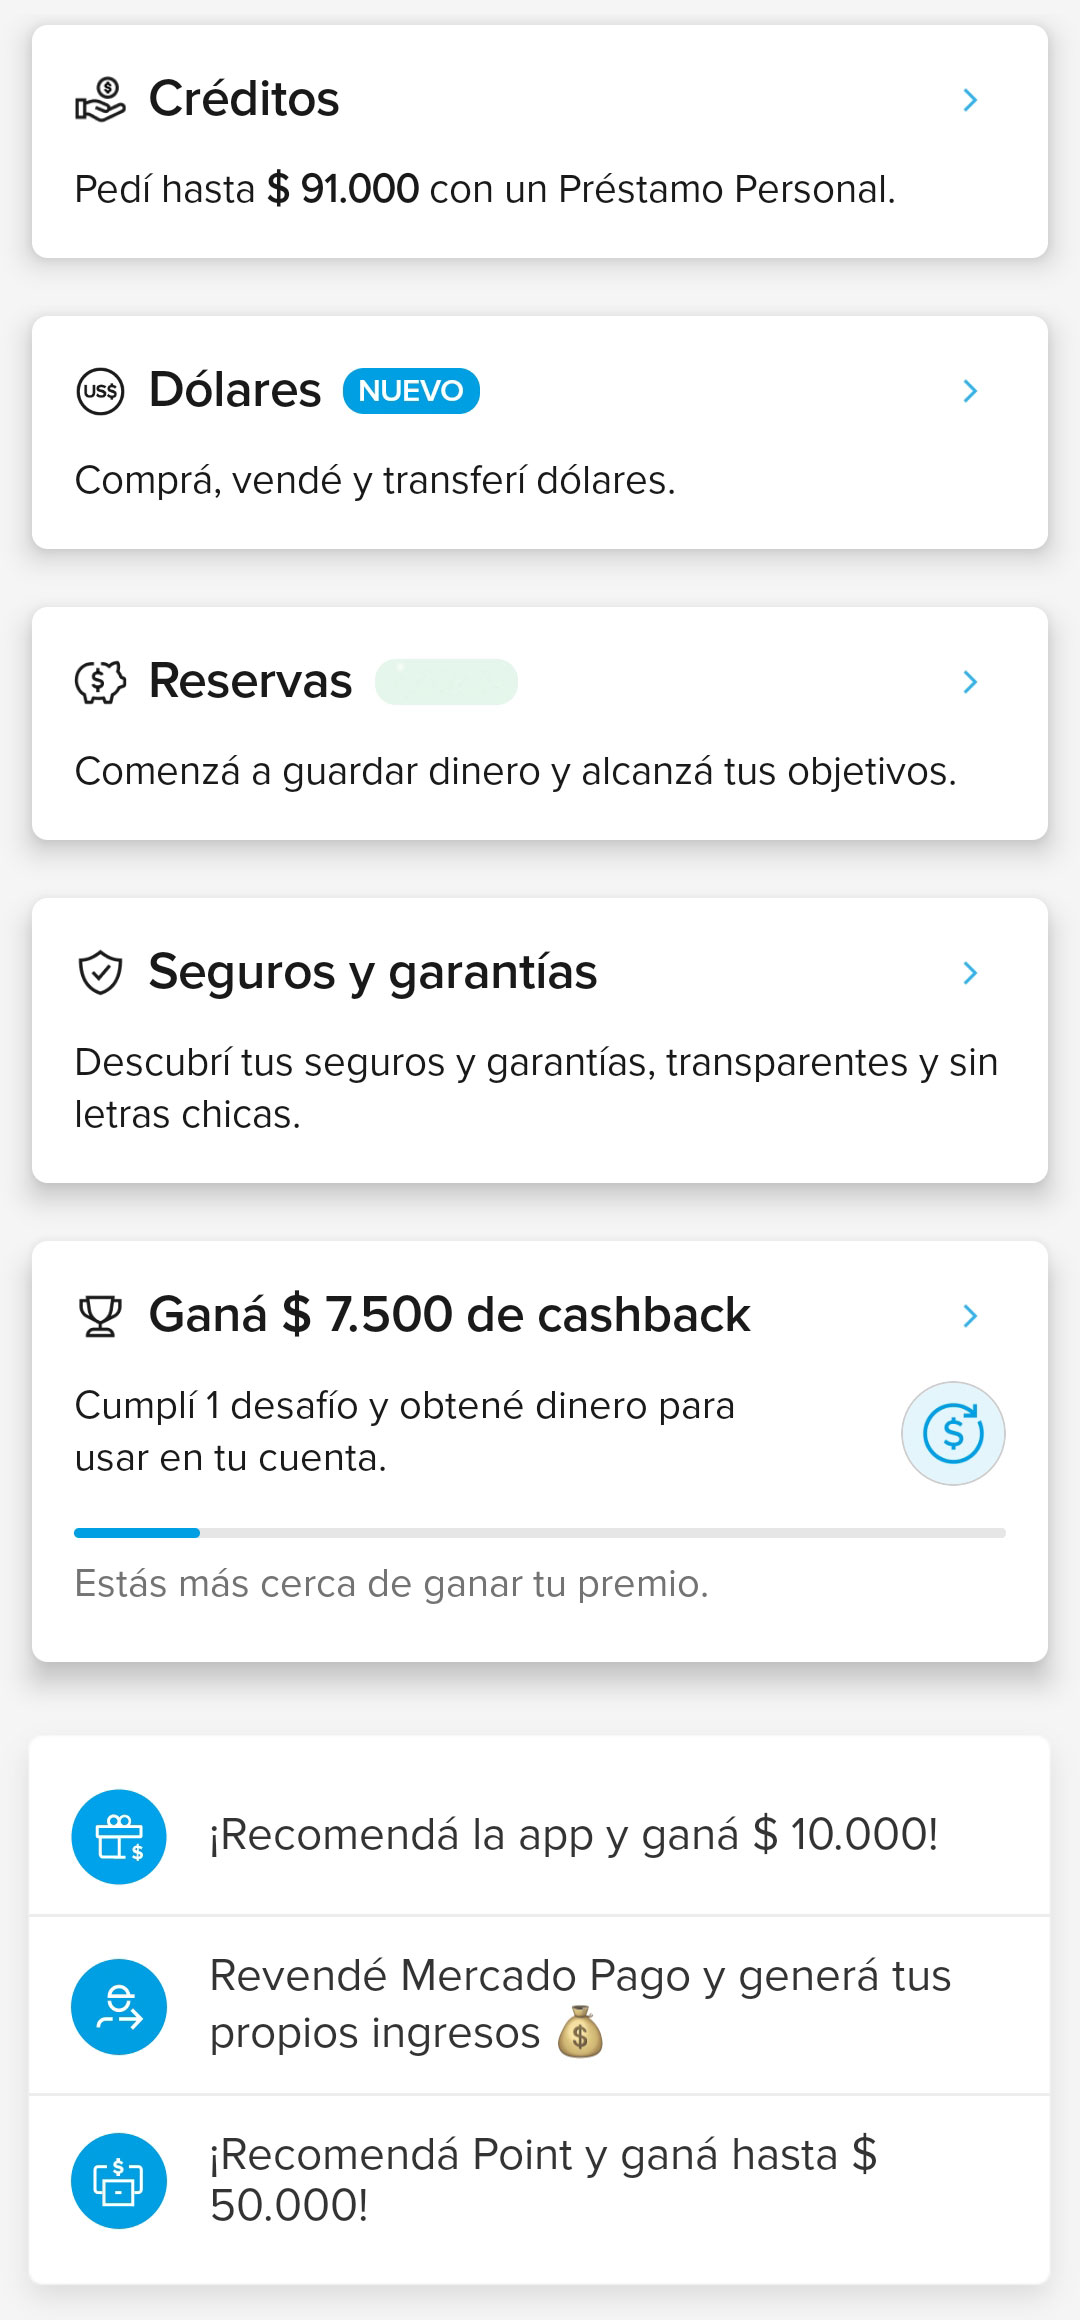 Créditos
Pedí hasta $ 91.000 con un Préstamo Personal.
US$ Dólares NUEVO
Comprá, vendé y transferí dólares.
Reservas
Comenzá a guardar dinero y alcanzá tus objetivos.
Seguros y garantías
Descubrí tus seguros y garantías, transparentes y sin
letras chicas.
Ganá $ 7.500 de cashback
Cumplí 1 desafío y obtené dinero para
usar en tu cuenta.
Estás más cerca de ganar tu premio.
¡Recomendá la app y ganá $ 10.000!
Revendé Mercado Pago y generá tus
propios ingresos 💰
¡Recomendá Point y ganá hasta $
50.000!